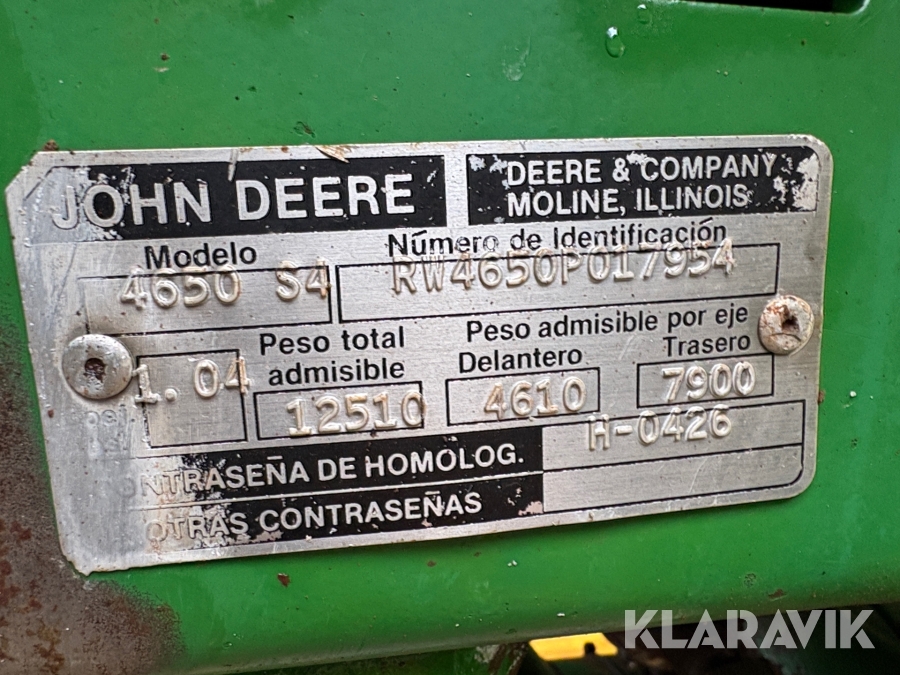 JOHN DEERE
DEERE & COMPANY
MOLINE, ILLINOIS
Modelo
Número de Identificación
4650 S4
RW4650P017954
Peso total
admisible
Peso admisible por eje
Delantero
Trasero
1.04
12510
4610
7900
H-0426
CONTRASEÑA DE HOMOLOG.
OTRAS CONTRASEÑAS
KLARAVIK